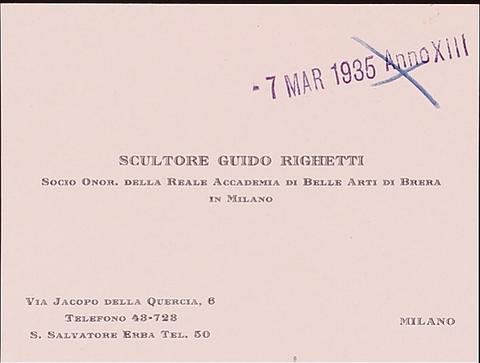 - 7 MAR 1935 Anno XIII
SCULTORE GUIDO RIGHETTI
SOCIO ONOR. DELLA REALE ACCADEMIA DI BELLE ARTI DI BRERA
IN MILANO
VIA JACOPO DELLA QUERCIA, 6
TELEFONO 43-723
S. SALVATORE ERBA TEL. 50
MILANO